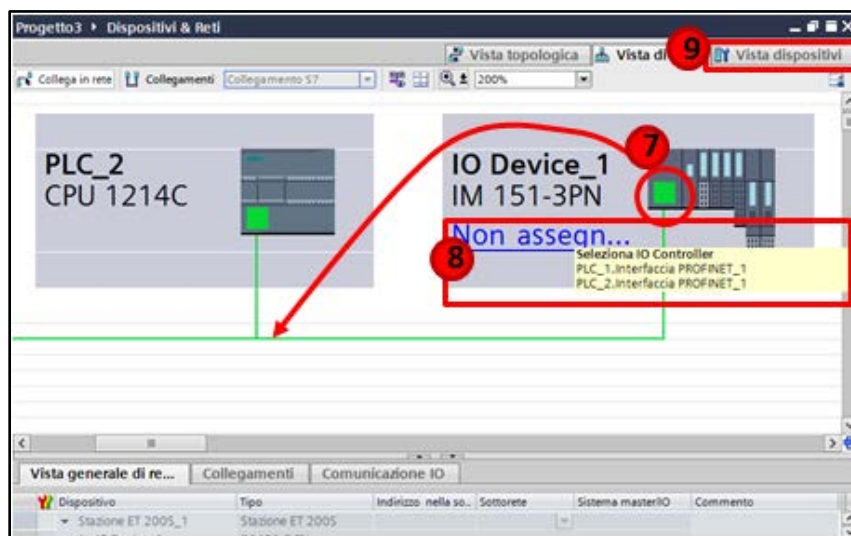 Progetto3 ▸ Dispositivi & Reti
Vista topologica
Vista di
9
Vista dispositivi
Collega in rete
Collegamenti
Collegamento S7
200%
7
PLC_2
CPU 1214C
IO Device_1
IM 151-3PN
Non assegn...
8
Seleziona IO Controller
PLC_1.Interfaccia PROFINET_1
PLC_2.Interfaccia PROFINET_1
Vista generale di re...
Collegamenti
Comunicazione IO
Dispositivo
Tipo
Indirizzo nella so..
Sottorete
Sistema masterIO
Commento
Stazione ET 200S_1
Stazione ET 200S